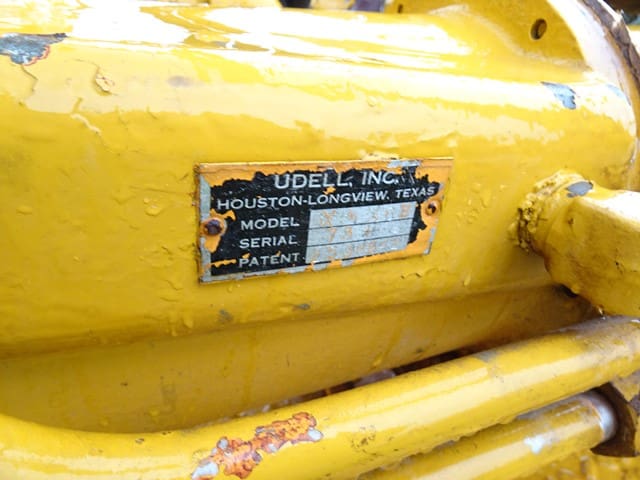 UDELL, INC.
HOUSTON-LONGVIEW, TEXAS
MODEL
SERIAL
PATENT